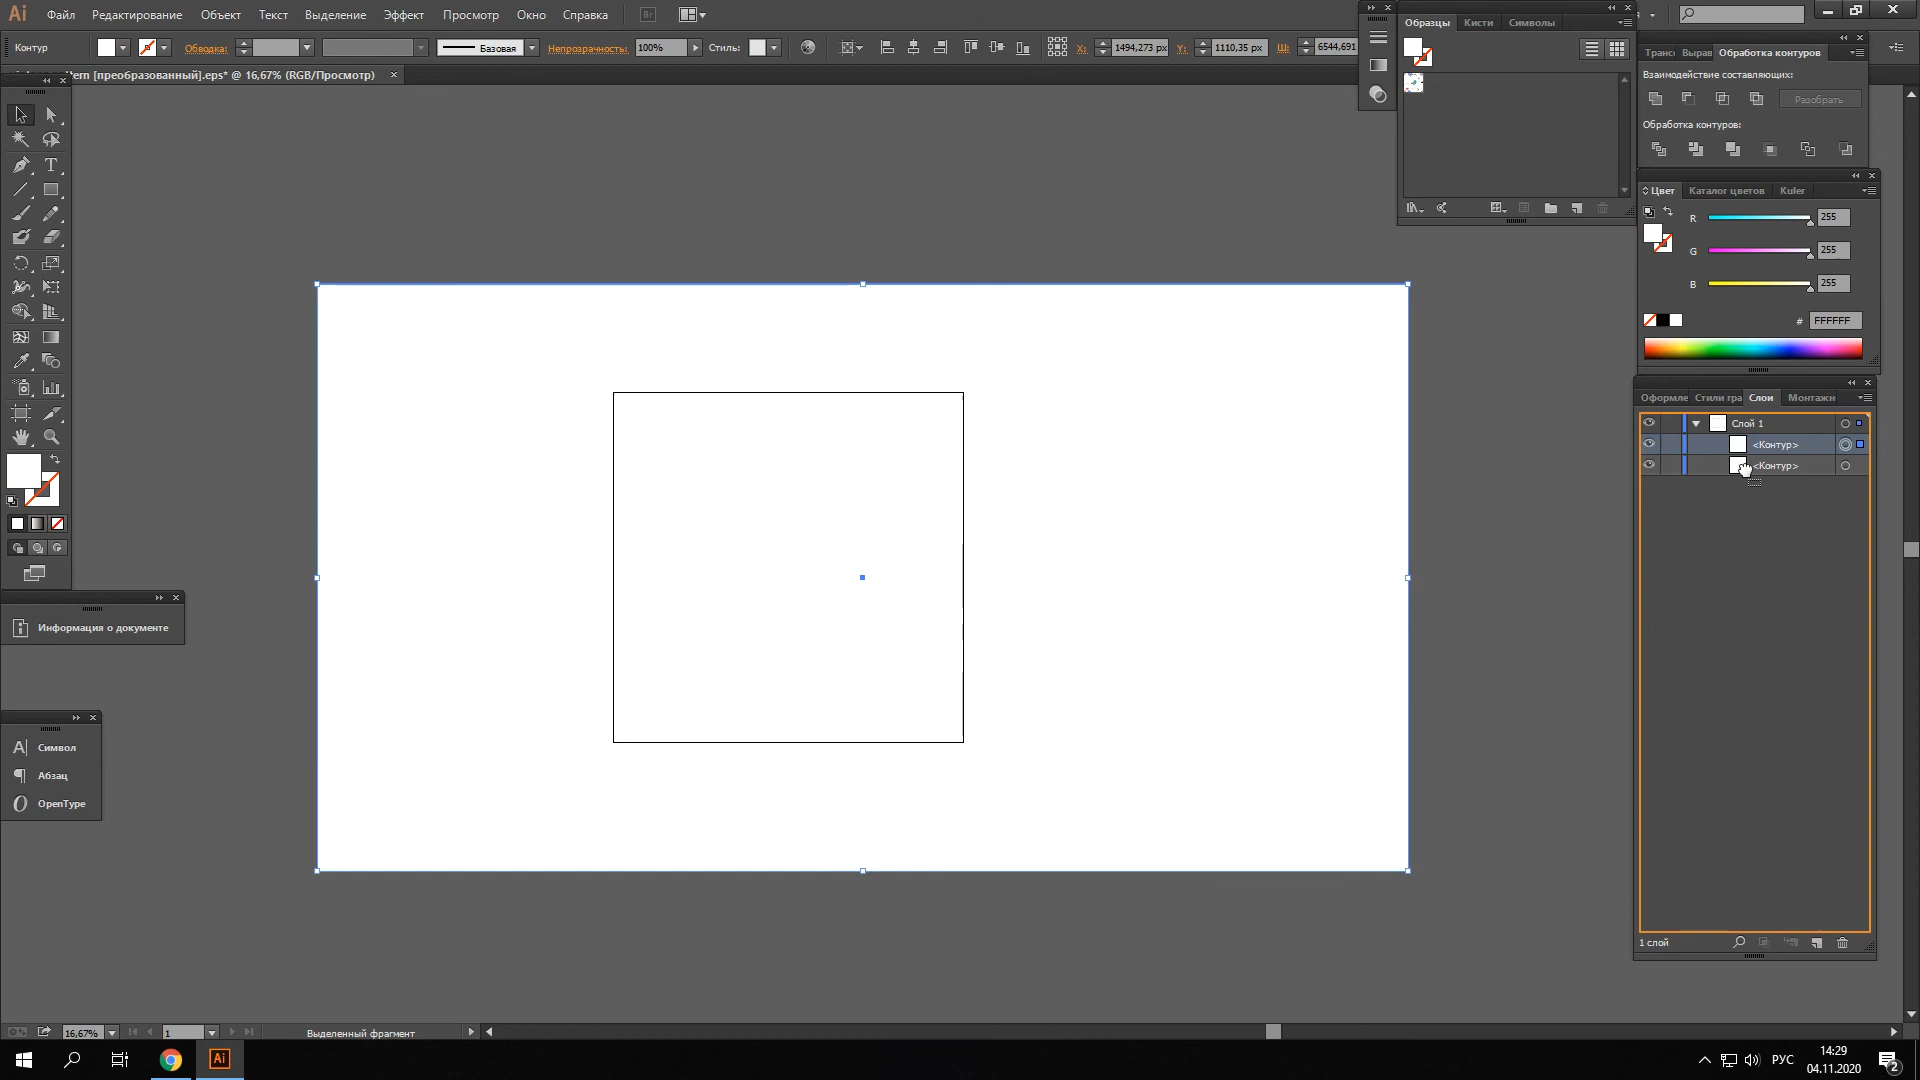 Ai Файл Редактирование Объект Текст Выделение Эффект Просмотр Окно Справка Br
Контур Обводка: Базовая Непрозрачность: 100% Стиль: X: 1494,273 px Y: 1110,35 px Ш: 6544,691
[преобразованный].eps* @ 16,67% (RGB/Просмотр) ×
Образцы Кисти Символы
Транс Вырав Обработка контуров
Взаимодействие составляющих:
Разобрать
Обработка контуров:
Цвет Каталог цветов Kuler
R 255
G 255
B 255
# FFFFFF
Оформле Стили гра Слои Монтажн
Слой 1
<Контур>
<Контур>
1 слой
T
Информация о документе
A Символ
¶ Абзац
O OpenType
16,67% 1 Выделенный фрагмент
Ai РУС 14:29
04.11.2020
2